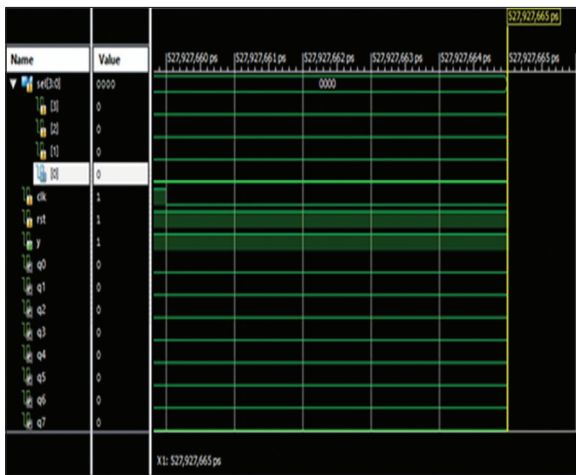 527,927,665 ps
Name Value 527,927,660 ps 527,927,661 ps 527,927,662 ps 527,927,663 ps 527,927,664 ps 527,927,665 ps
sel[3:0] 0000 0000
[3] 0
[2] 0
[1] 0
[0] 0
clk 1
rst 1
y 1
q0 0
q1 0
q2 0
q3 0
q4 0
q5 0
q6 0
q7 0
X1: 527,927,665 ps